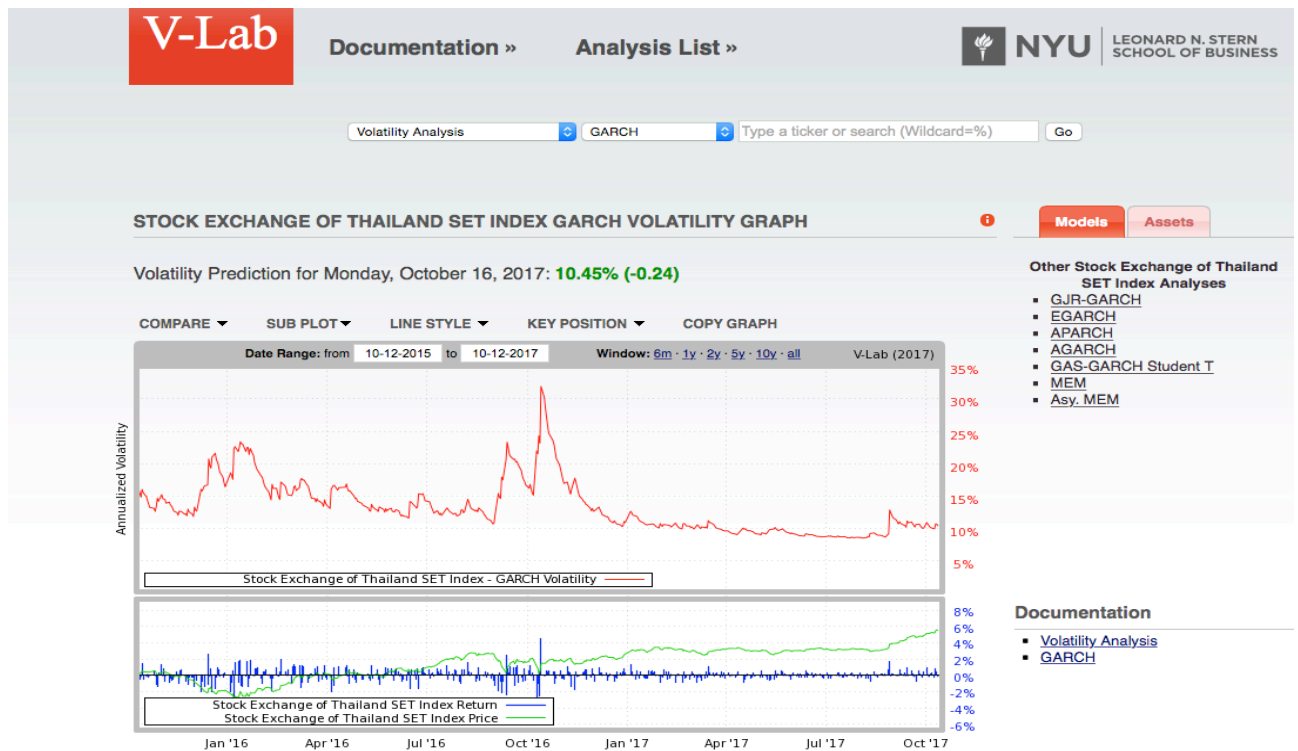 V-Lab
Documentation »
Analysis List »
NYU
LEONARD N. STERN
SCHOOL OF BUSINESS
Volatility Analysis
GARCH
Type a ticker or search (Wildcard=%)
Go
STOCK EXCHANGE OF THAILAND SET INDEX GARCH VOLATILITY GRAPH
Models
Assets
Volatility Prediction for Monday, October 16, 2017: 10.45% (-0.24)
Other Stock Exchange of Thailand
SET Index Analyses
GJR-GARCH
EGARCH
APARCH
AGARCH
GAS-GARCH Student T
MEM
Asy. MEM
COMPARE
SUB PLOT
LINE STYLE
KEY POSITION
COPY GRAPH
Date Range: from 10-12-2015 to 10-12-2017
Window: 6m · 1y · 2y · 5y · 10y · all
V-Lab (2017)
Annualized Volatility
35%
30%
25%
20%
15%
10%
5%
Stock Exchange of Thailand SET Index - GARCH Volatility
8%
6%
4%
2%
0%
-2%
-4%
-6%
Stock Exchange of Thailand SET Index Return
Stock Exchange of Thailand SET Index Price
Jan '16
Apr '16
Jul '16
Oct '16
Jan '17
Apr '17
Jul '17
Oct '17
Documentation
Volatility Analysis
GARCH